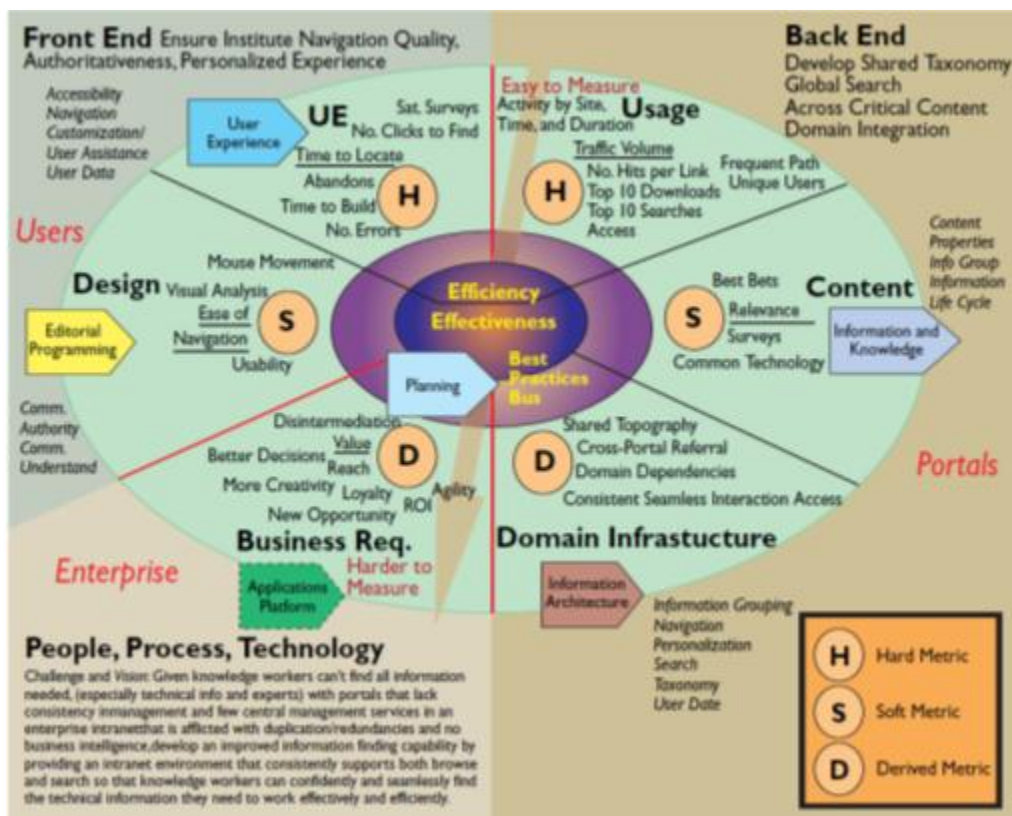 Front End Ensure Institute Navigation Quality,
Authoritativeness, Personalized Experience
Back End
Develop Shared Taxonomy
Global Search
Across Critical Content
Domain Integration
Accessibility
Navigation
Customization/
User Assistance
User Data
User
Experience
UE
Sat. Surveys
No. Clicks to Find
Time to Locate
Abandons
Time to Build
No. Errors
H
Easy to Measure
Activity by Site,
Time, and Duration
Usage
Traffic Volume
No. Hits per Link
Top 10 Downloads
Top 10 Searches
Access
H
Frequent Path
Unique Users
Users
Design
Mouse Movement
Visual Analysis
Ease of
Navigation
Usability
S
Editorial
Programming
Comm.
Authority
Comm.
Understand
Efficiency
Effectiveness
Best
Practices
Bus
Planning
Content
Properties
Info Group
Information
Life Cycle
S
Best Bets
Relevance
Surveys
Common Technology
Content
Information and
Knowledge
Portals
Disintermediation
Value
Better Decisions
Reach
More Creativity
Loyalty
New Opportunity
ROI
Agility
D
Business Req.
Harder to
Measure
Applications
Platform
Enterprise
D
Shared Topography
Cross-Portal Referral
Domain Dependencies
Consistent Seamless Interaction Access
Domain Infrastucture
Information
Architecture
Information Grouping
Navigation
Personalization
Search
Taxonomy
User Date
People, Process, Technology
Challenge and Vision: Given knowledge workers can't find all information
needed, (especially technical info and experts) with portals that lack
consistency inmanagement and few central management services in an
enterprise intranetthat is afflicted with duplication/redundancies and no
business intelligence,develop an improved information finding capability by
providing an intranet environment that consistently supports both browse
and search so that knowledge workers can confidently and seamlessly find
the technical information they need to work effectively and efficiently.
H Hard Metric
S Soft Metric
D Derived Metric